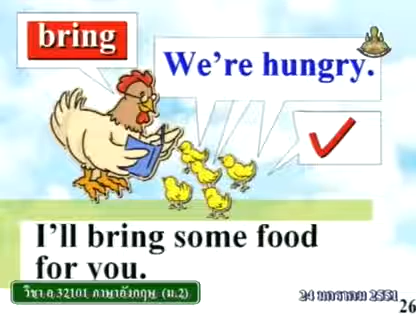 bring
We're hungry.
I'll bring some food
for you.
วิชา อ 32101 ภาษาอังกฤษ (ม.2)
24 มกราคม 2551
26